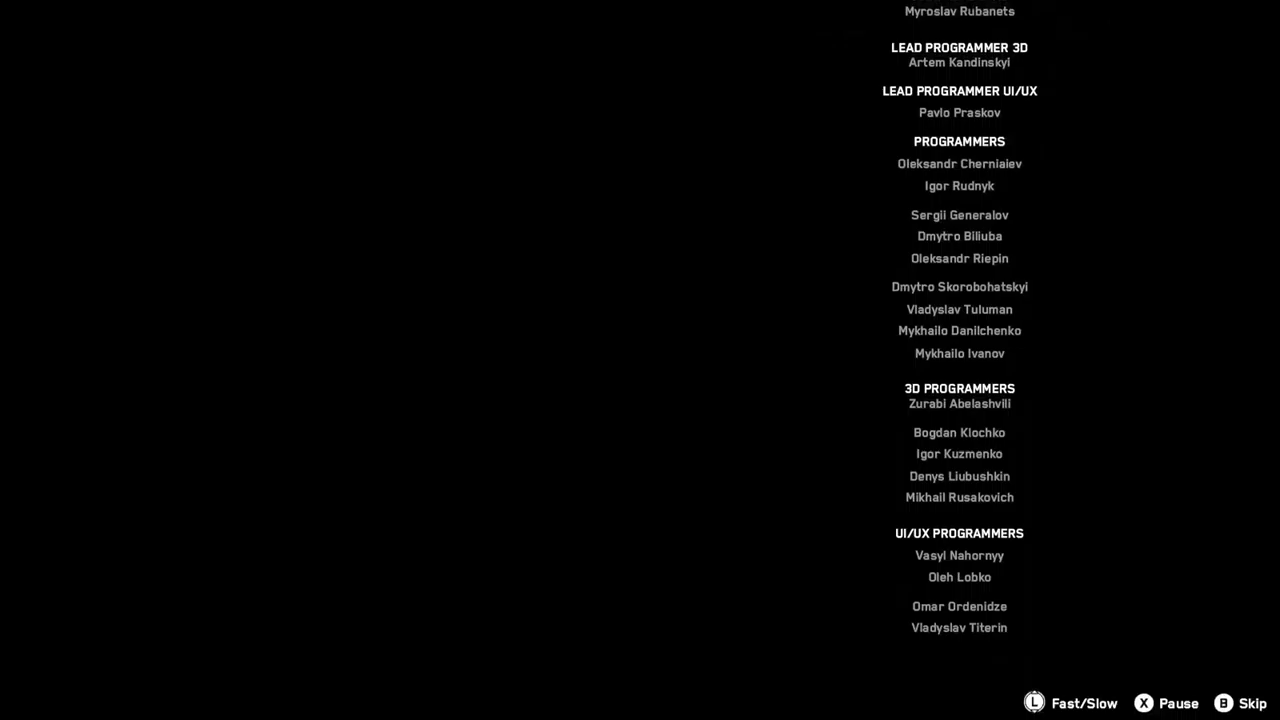 Myroslav Rubanets
LEAD PROGRAMMER 3D
Artem Kandinskyi
LEAD PROGRAMMER UI/UX
Pavlo Praskov
PROGRAMMERS
Oleksandr Cherniaiev
Igor Rudnyk
Sergii Generalov
Dmytro Biliuba
Oleksandr Riepin
Dmytro Skorobohatskyi
Vladyslav Tuluman
Mykhailo Danilchenko
Mykhailo Ivanov
3D PROGRAMMERS
Zurabi Abelashvili
Bogdan Klochko
Igor Kuzmenko
Denys Liubushkin
Mikhail Rusakovich
UI/UX PROGRAMMERS
Vasyl Nahornyy
Oleh Lobko
Omar Ordenidze
Vladyslav Titerin
L Fast/Slow X Pause B Skip